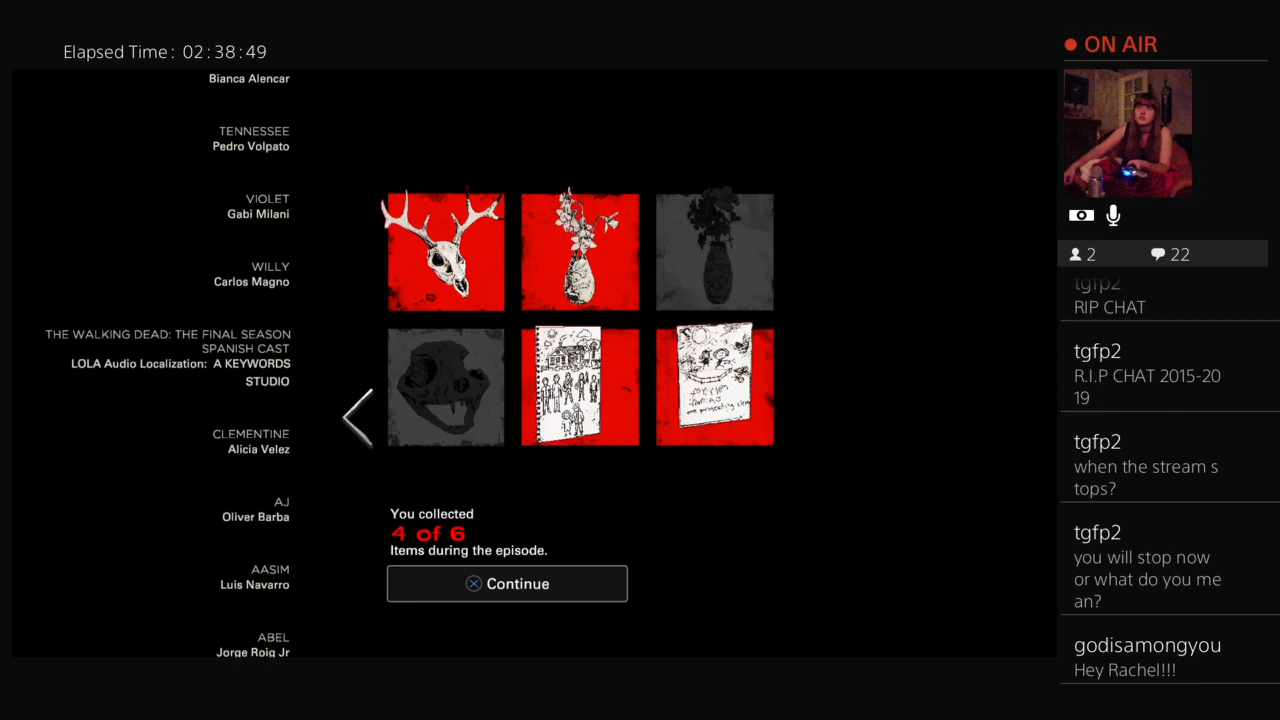 Elapsed Time: 02:38:49
Bianca Alencar
TENNESSEE
Pedro Volpato
VIOLET
Gabi Milani
WILLY
Carlos Magno
THE WALKING DEAD: THE FINAL SEASON
SPANISH CAST
LOLA Audio Localization: A KEYWORDS
STUDIO
CLEMENTINE
Alicia Velez
AJ
Oliver Barba
AASIM
Luis Navarro
ABEL
Jorge Roig Jr
You collected
4 of 6
Items during the episode.
Continue
ON AIR
2
22
tgfp2
RIP CHAT
tgfp2
R.I.P CHAT 2015-20
19
tgfp2
when the stream s
tops?
tgfp2
you will stop now
or what do you me
an?
godisamongyou
Hey Rachel!!!